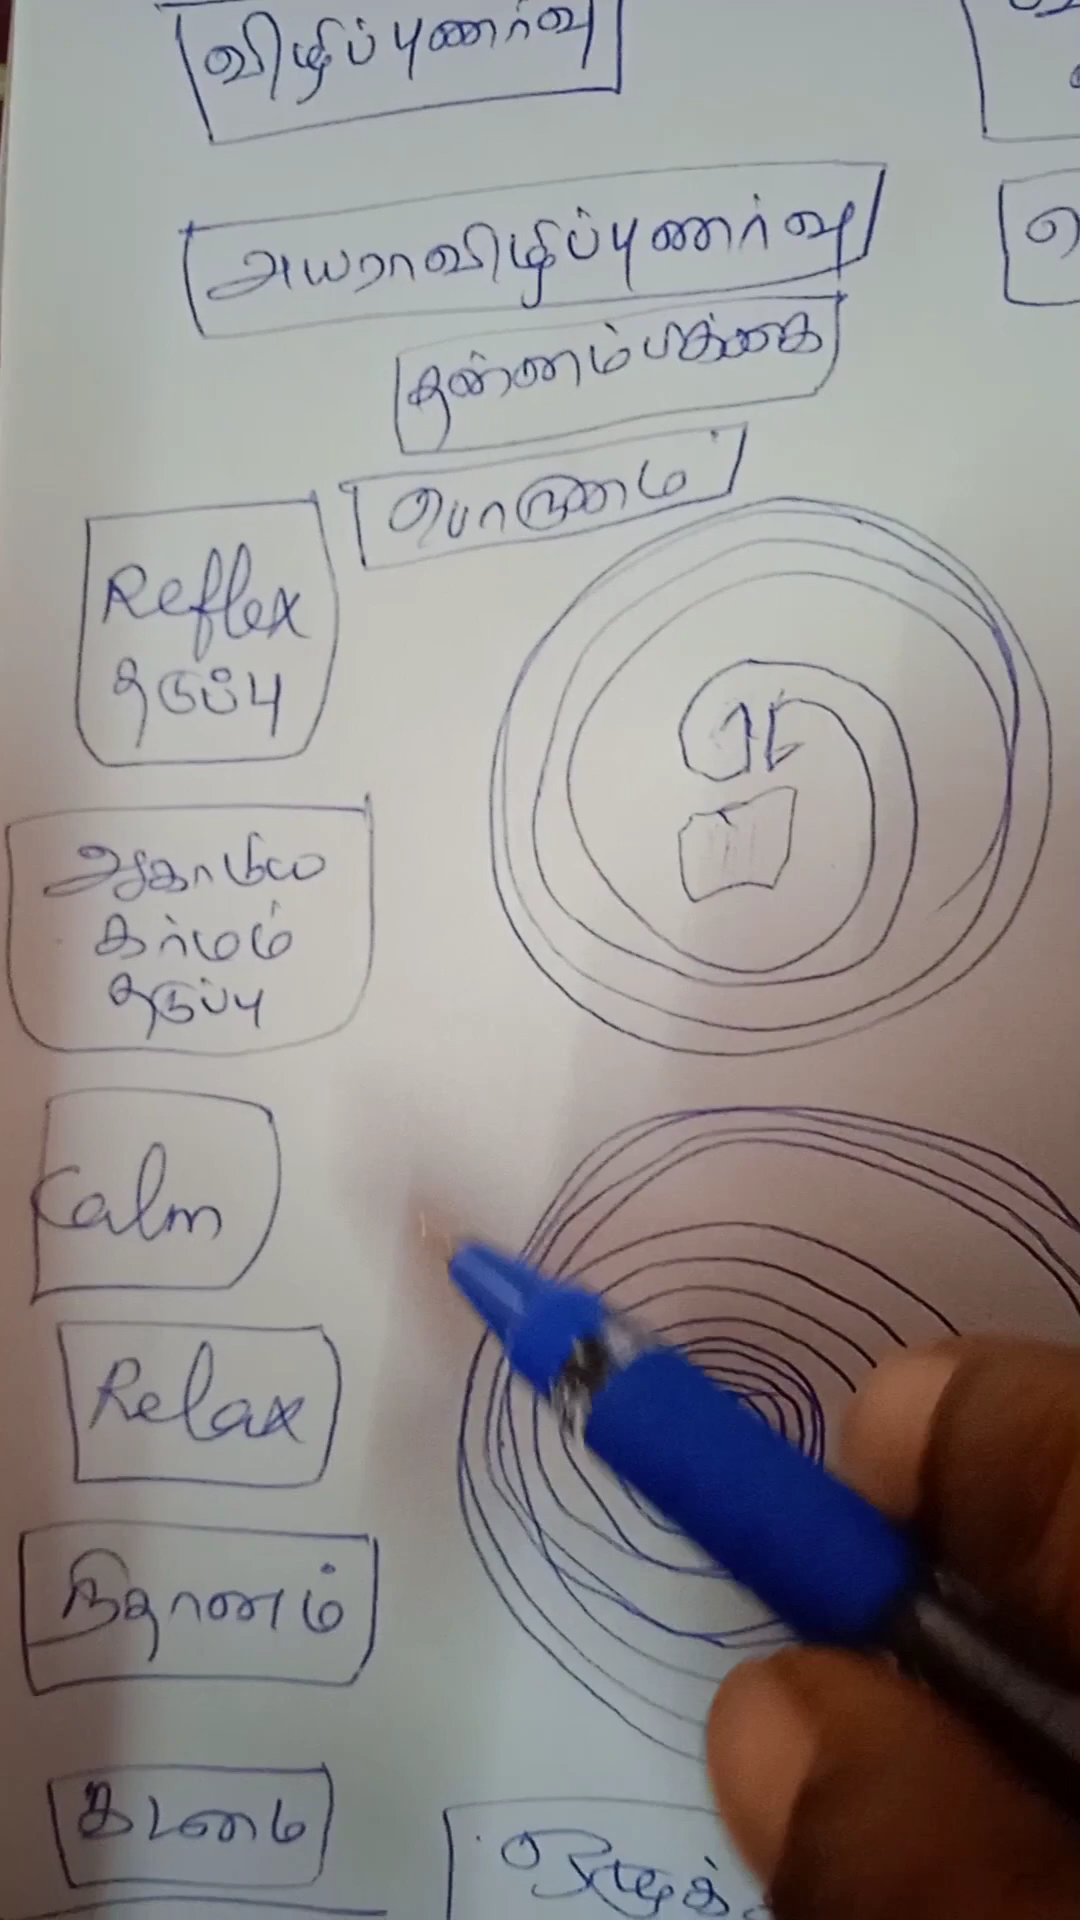 விழிப்புணர்வு
அயராவிழிப்புணர்வு
தன்னம்பிக்கை
பொறுமை
Reflex
தடுப்பு
ஆகாமிய
கர்மம்
தடுப்பு
Calm
Relax
நிதானம்
கடமை